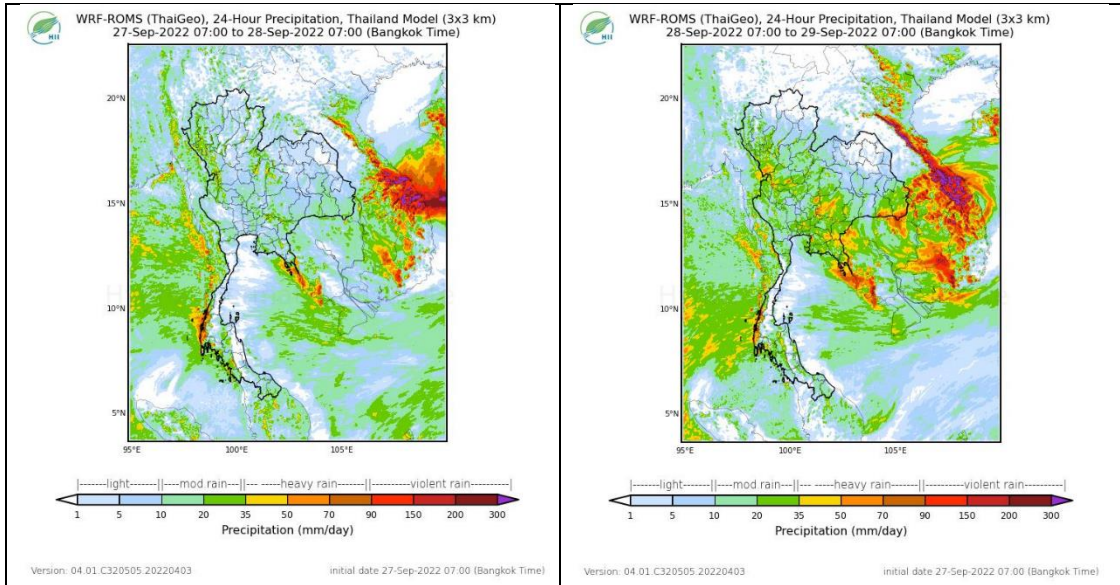 HII
WRF-ROMS (ThaiGeo), 24-Hour Precipitation, Thailand Model (3x3 km)
27-Sep-2022 07:00 to 28-Sep-2022 07:00 (Bangkok Time)
20°N
15°N
10°N
5°N
95°E 100°E 105°E
|-------light-------||----mod rain----||--- -----heavy rain----||-----------violent rain---------|
1 5 10 20 35 50 70 90 150 200 300
Precipitation (mm/day)
Version: 04.01.C320505.20220403 initial date 27-Sep-2022 07:00 (Bangkok Time)
HII
WRF-ROMS (ThaiGeo), 24-Hour Precipitation, Thailand Model (3x3 km)
28-Sep-2022 07:00 to 29-Sep-2022 07:00 (Bangkok Time)
20°N
15°N
10°N
5°N
95°E 100°E 105°E
|-------light-------||----mod rain----||--- -----heavy rain----||-----------violent rain---------|
1 5 10 20 35 50 70 90 150 200 300
Precipitation (mm/day)
Version: 04.01.C320505.20220403 initial date 27-Sep-2022 07:00 (Bangkok Time)